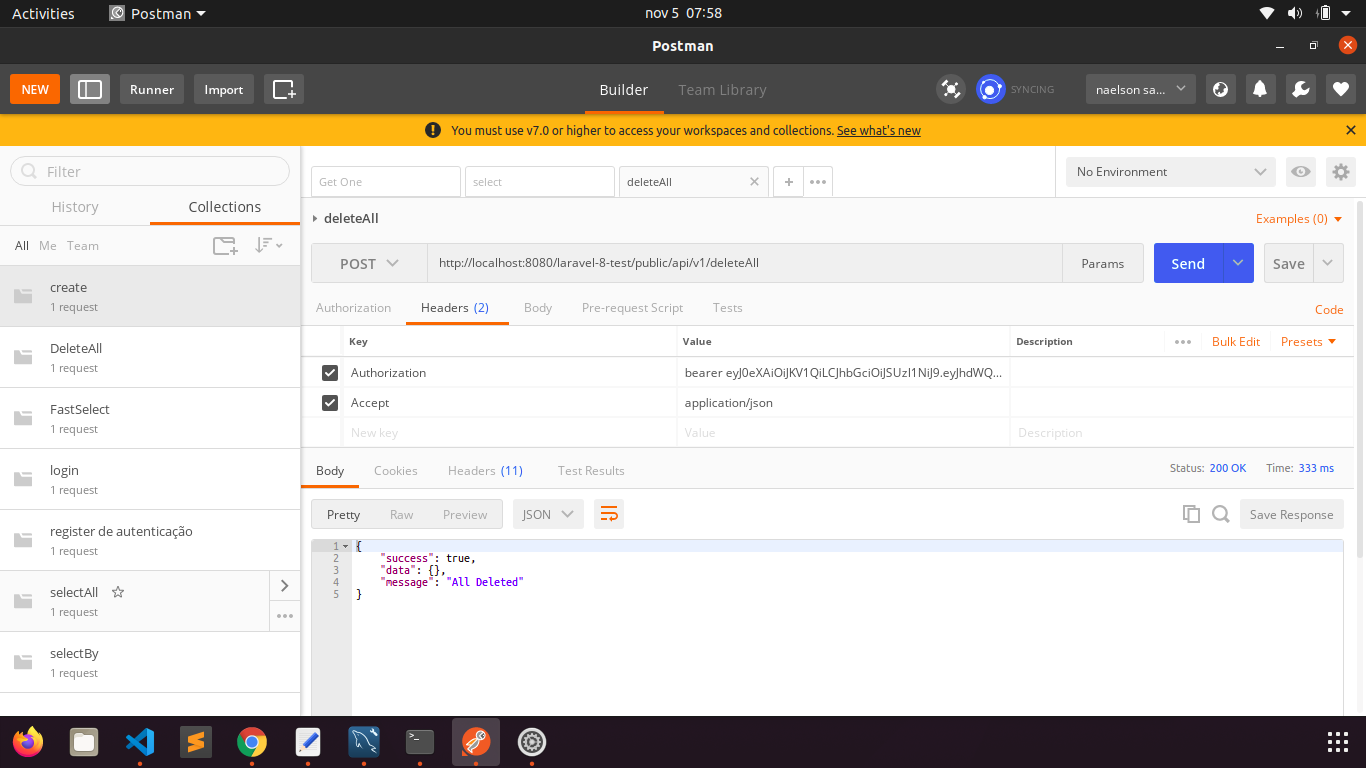 Activities Postman nov 5 07:58
Postman
NEW Runner Import Builder Team Library SYNCING naelson sa...
You must use v7.0 or higher to access your workspaces and collections. See what's new
Filter
History Collections
All Me Team
create
1 request
DeleteAll
1 request
FastSelect
1 request
login
1 request
register de autenticação
1 request
selectAll
1 request
selectBy
1 request
Get One select deleteAll No Environment
deleteAll Examples (0)
POST http://localhost:8080/laravel-8-test/public/api/v1/deleteAll Params Send Save
Authorization Headers (2) Body Pre-request Script Tests Code
Key Value Description Bulk Edit Presets
Authorization bearer eyJ0eXAiOiJKV1QiLCJhbGciOiJSUzI1NiJ9.eyJhdWQ...
Accept application/json
New key Value Description
Body Cookies Headers (11) Test Results Status: 200 OK Time: 333 ms
Pretty Raw Preview JSON Save Response
1 {
2 "success": true,
3 "data": {},
4 "message": "All Deleted"
5 }